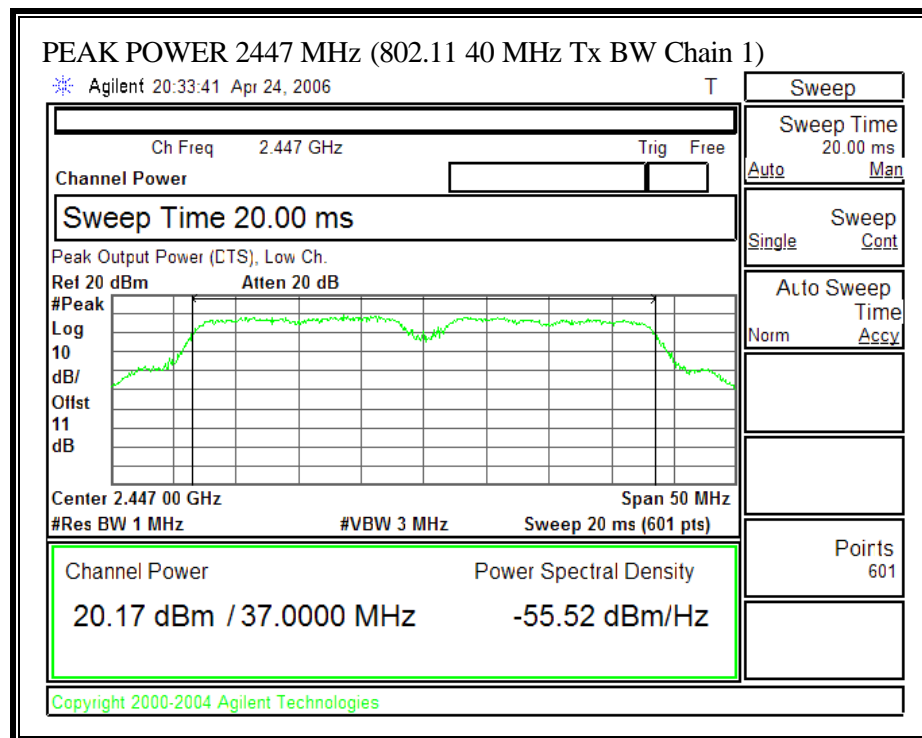 PEAK POWER 2447 MHz (802.11 40 MHz Tx BW Chain 1)
Agilent 20:33:41 Apr 24, 2006 T
Ch Freq 2.447 GHz Trig Free
Channel Power
Sweep Time 20.00 ms
Peak Output Power (DTS), Low Ch.
Ref 20 dBm Atten 20 dB
#Peak
Log
10
dB/
Offst
11
dB
Center 2.447 00 GHz Span 50 MHz
#Res BW 1 MHz #VBW 3 MHz Sweep 20 ms (601 pts)
Channel Power Power Spectral Density
20.17 dBm / 37.0000 MHz -55.52 dBm/Hz
Copyright 2000-2004 Agilent Technologies
Sweep
Sweep Time
20.00 ms
Auto Man
Sweep
Single Cont
Auto Sweep
Time
Norm Accy
Points
601